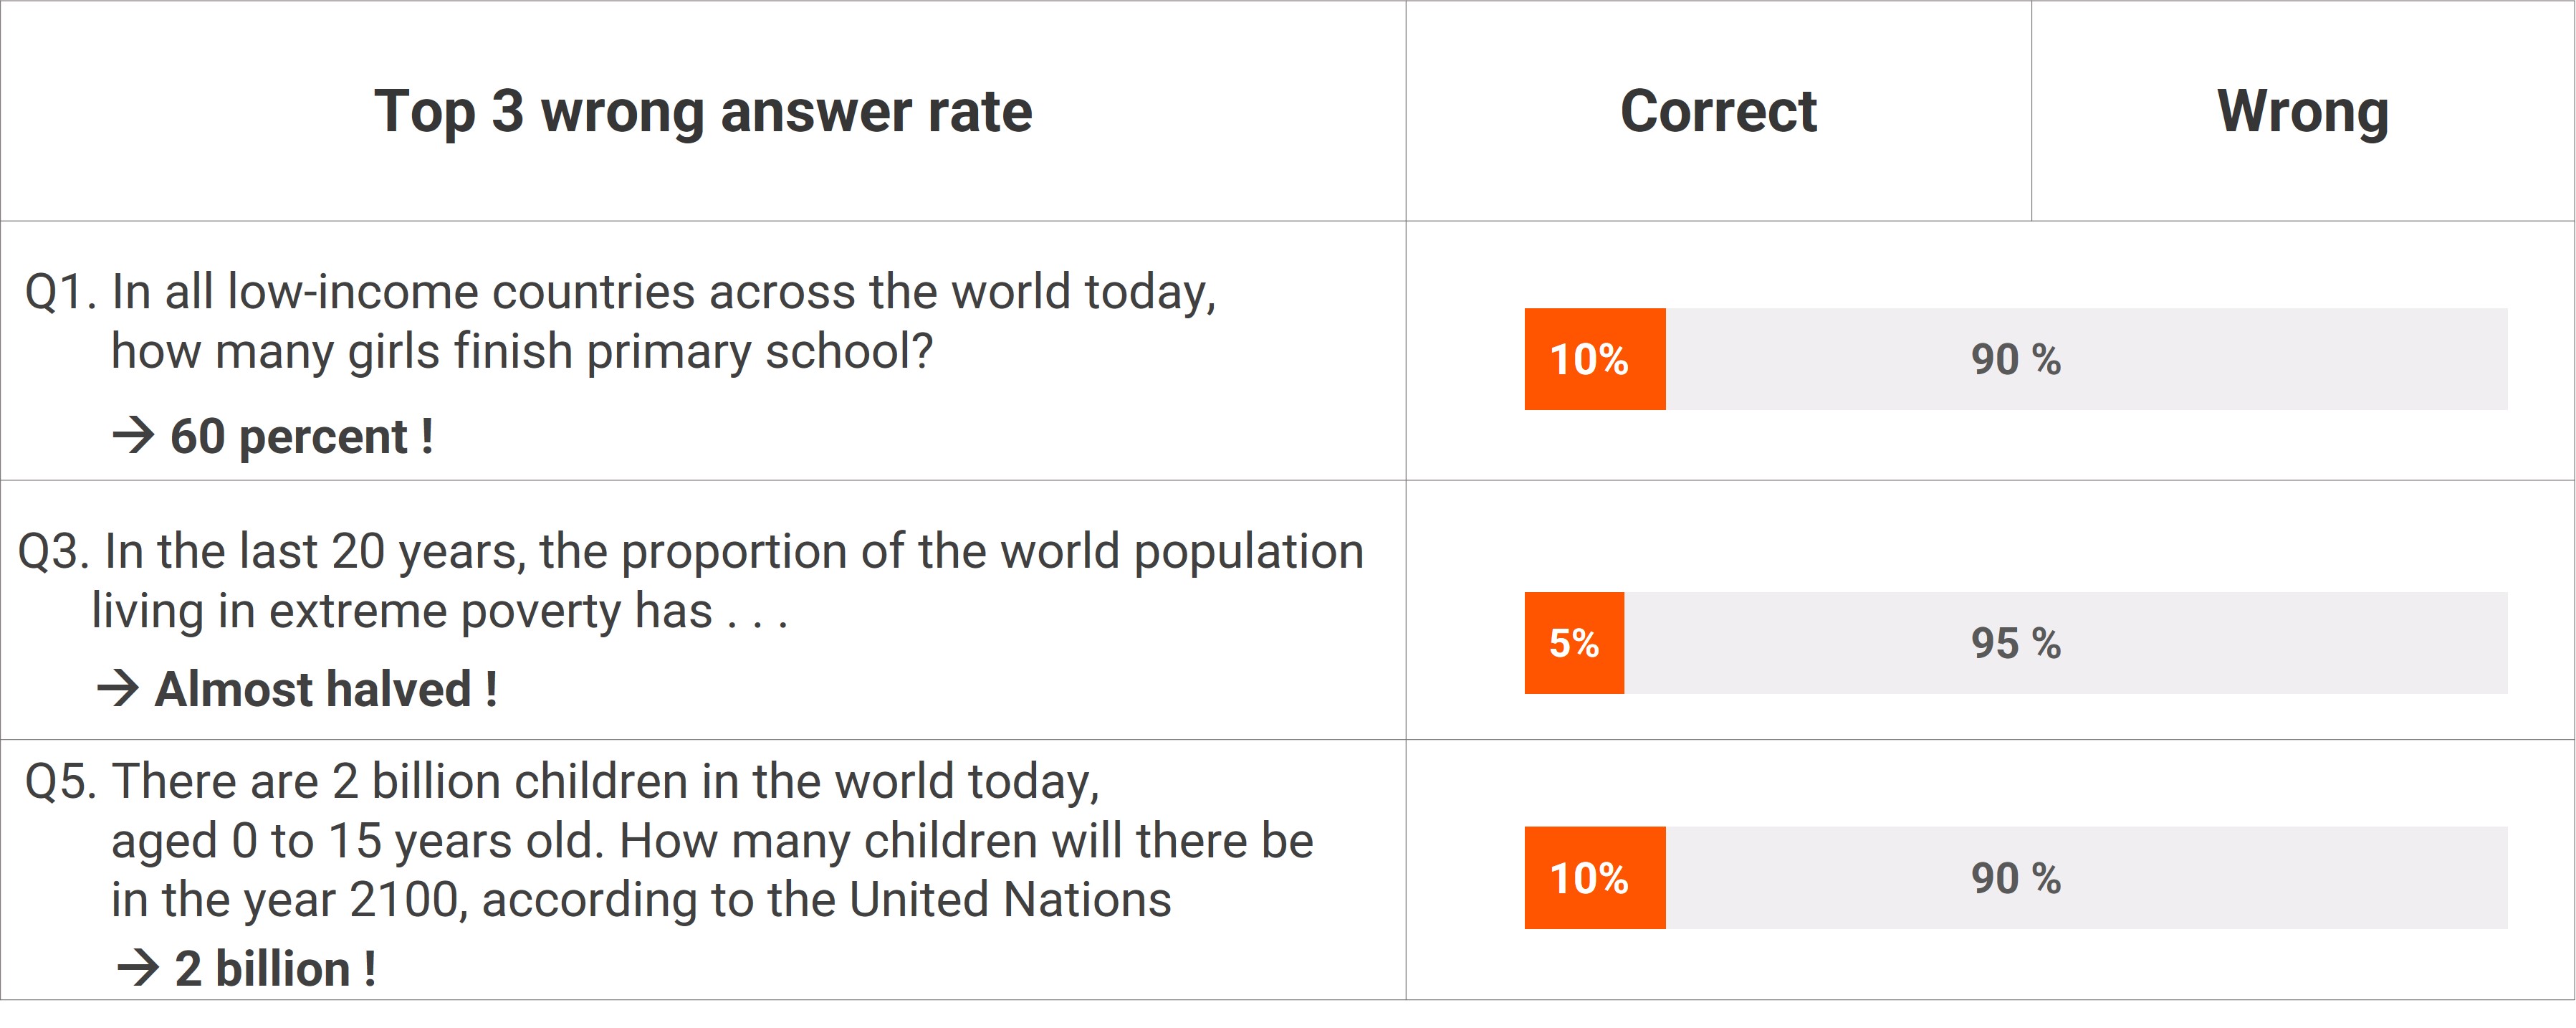 Top 3 wrong answer rate
Correct
Wrong
Q1. In all low-income countries across the world today,
how many girls finish primary school?
→ 60 percent !
10%
90 %
Q3. In the last 20 years, the proportion of the world population
living in extreme poverty has . . .
→ Almost halved !
5%
95 %
Q5. There are 2 billion children in the world today,
aged 0 to 15 years old. How many children will there be
in the year 2100, according to the United Nations
→ 2 billion !
10%
90 %